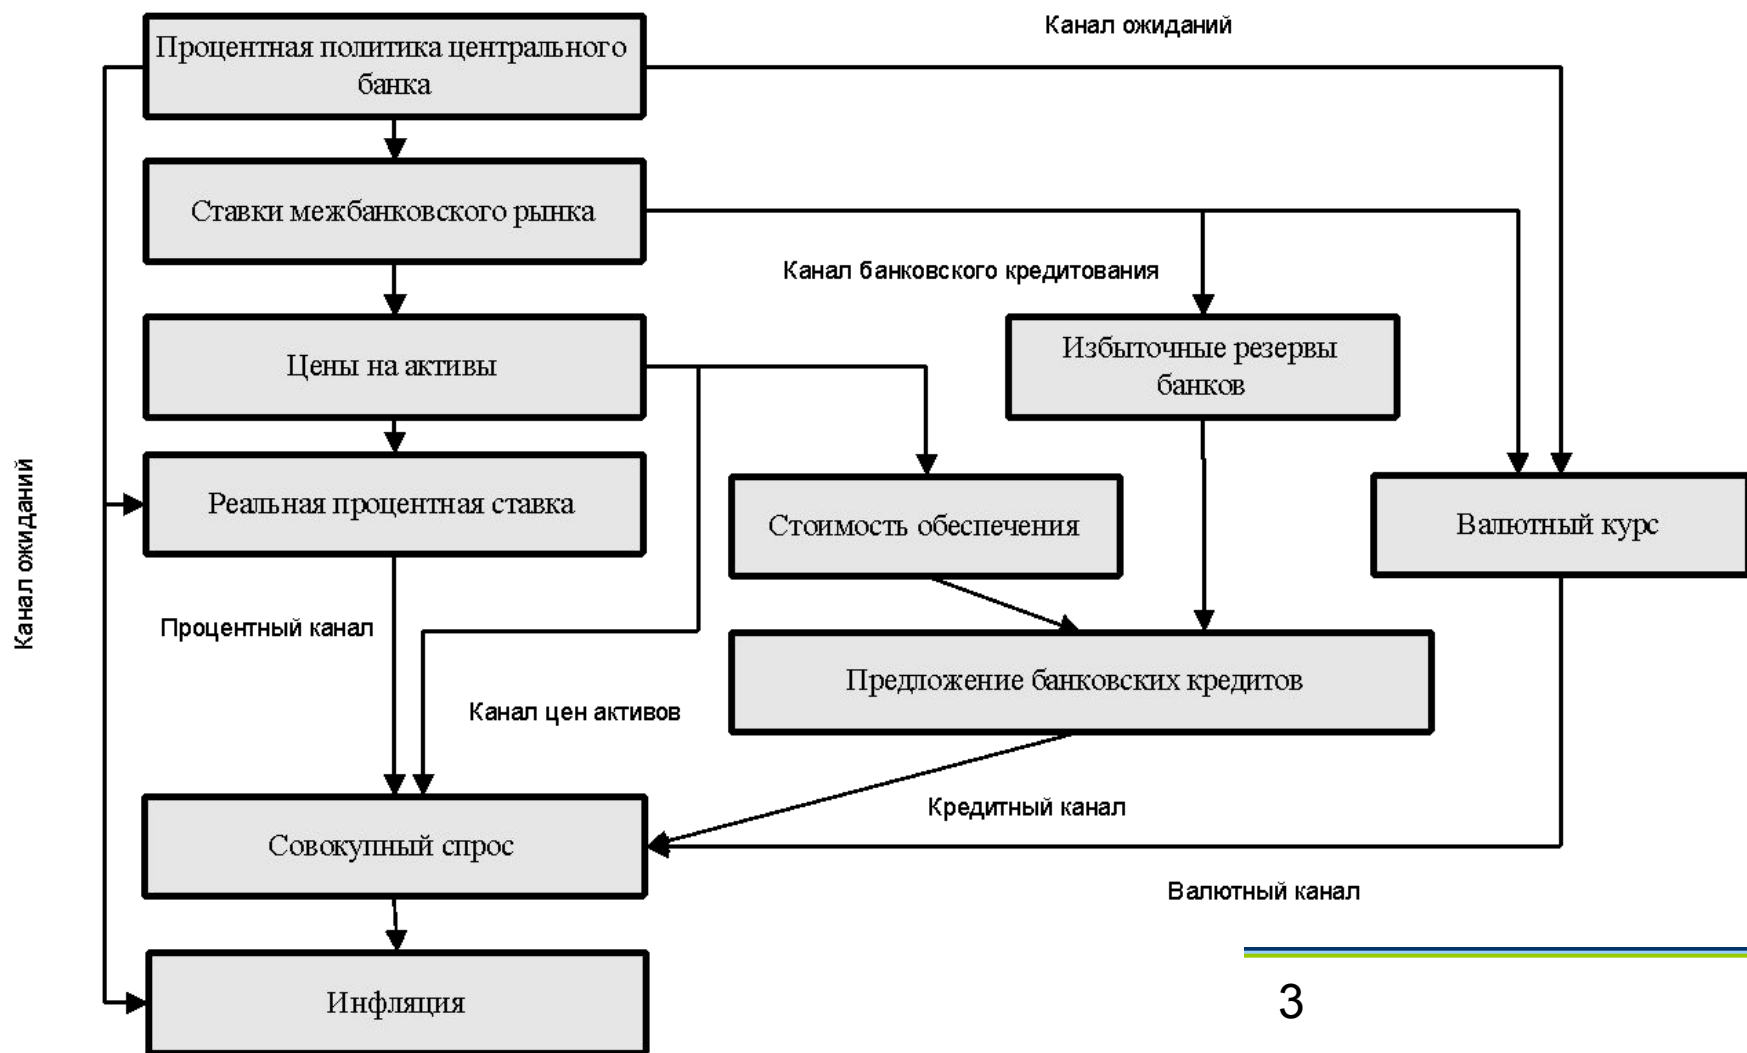 Канал ожиданий
Процентная политика центрального
банка
Ставки межбанковского рынка
Канал банковского кредитования
Цены на активы
Избыточные резервы
банков
Канал ожиданий
Реальная процентная ставка
Стоимость обеспечения
Валютный курс
Процентный канал
Предложение банковских кредитов
Канал цен активов
Кредитный канал
Совокупный спрос
Валютный канал
Инфляция
3